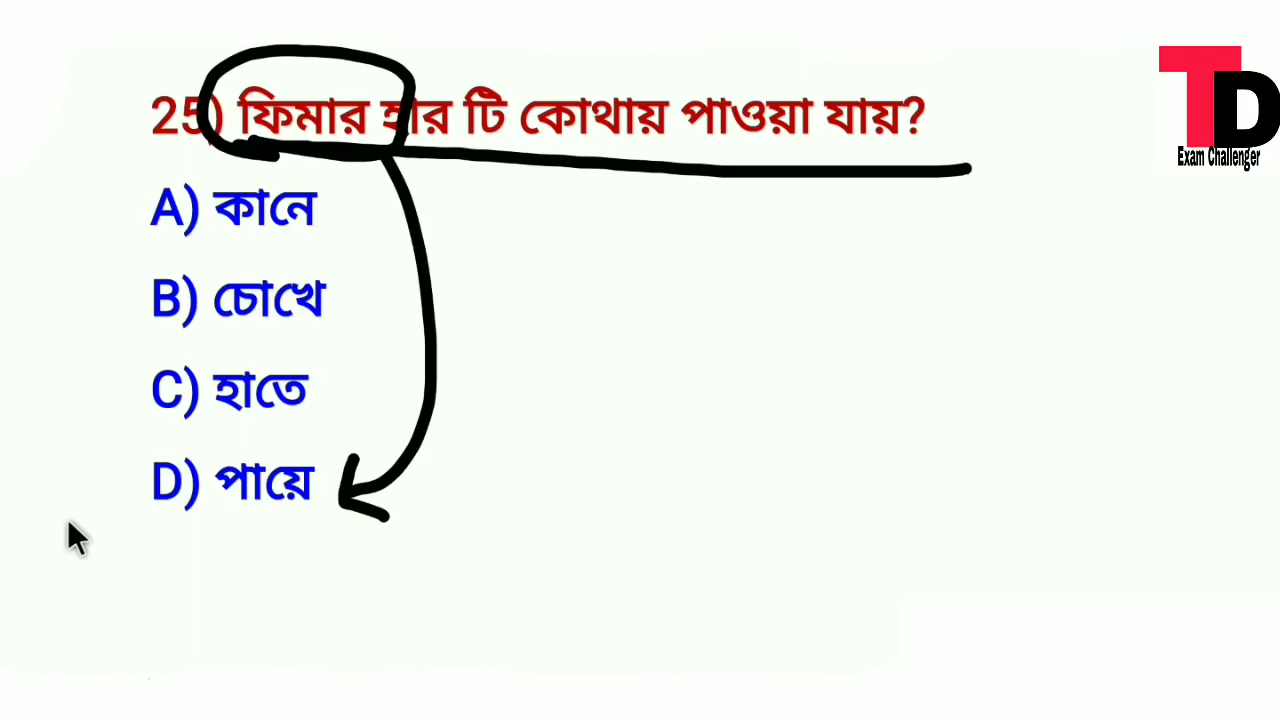 25) ফিমার হার টি কোথায় পাওয়া যায়?
A) কানে
B) চোখে
C) হাতে
D) পায়ে
TD
Exam Challenger